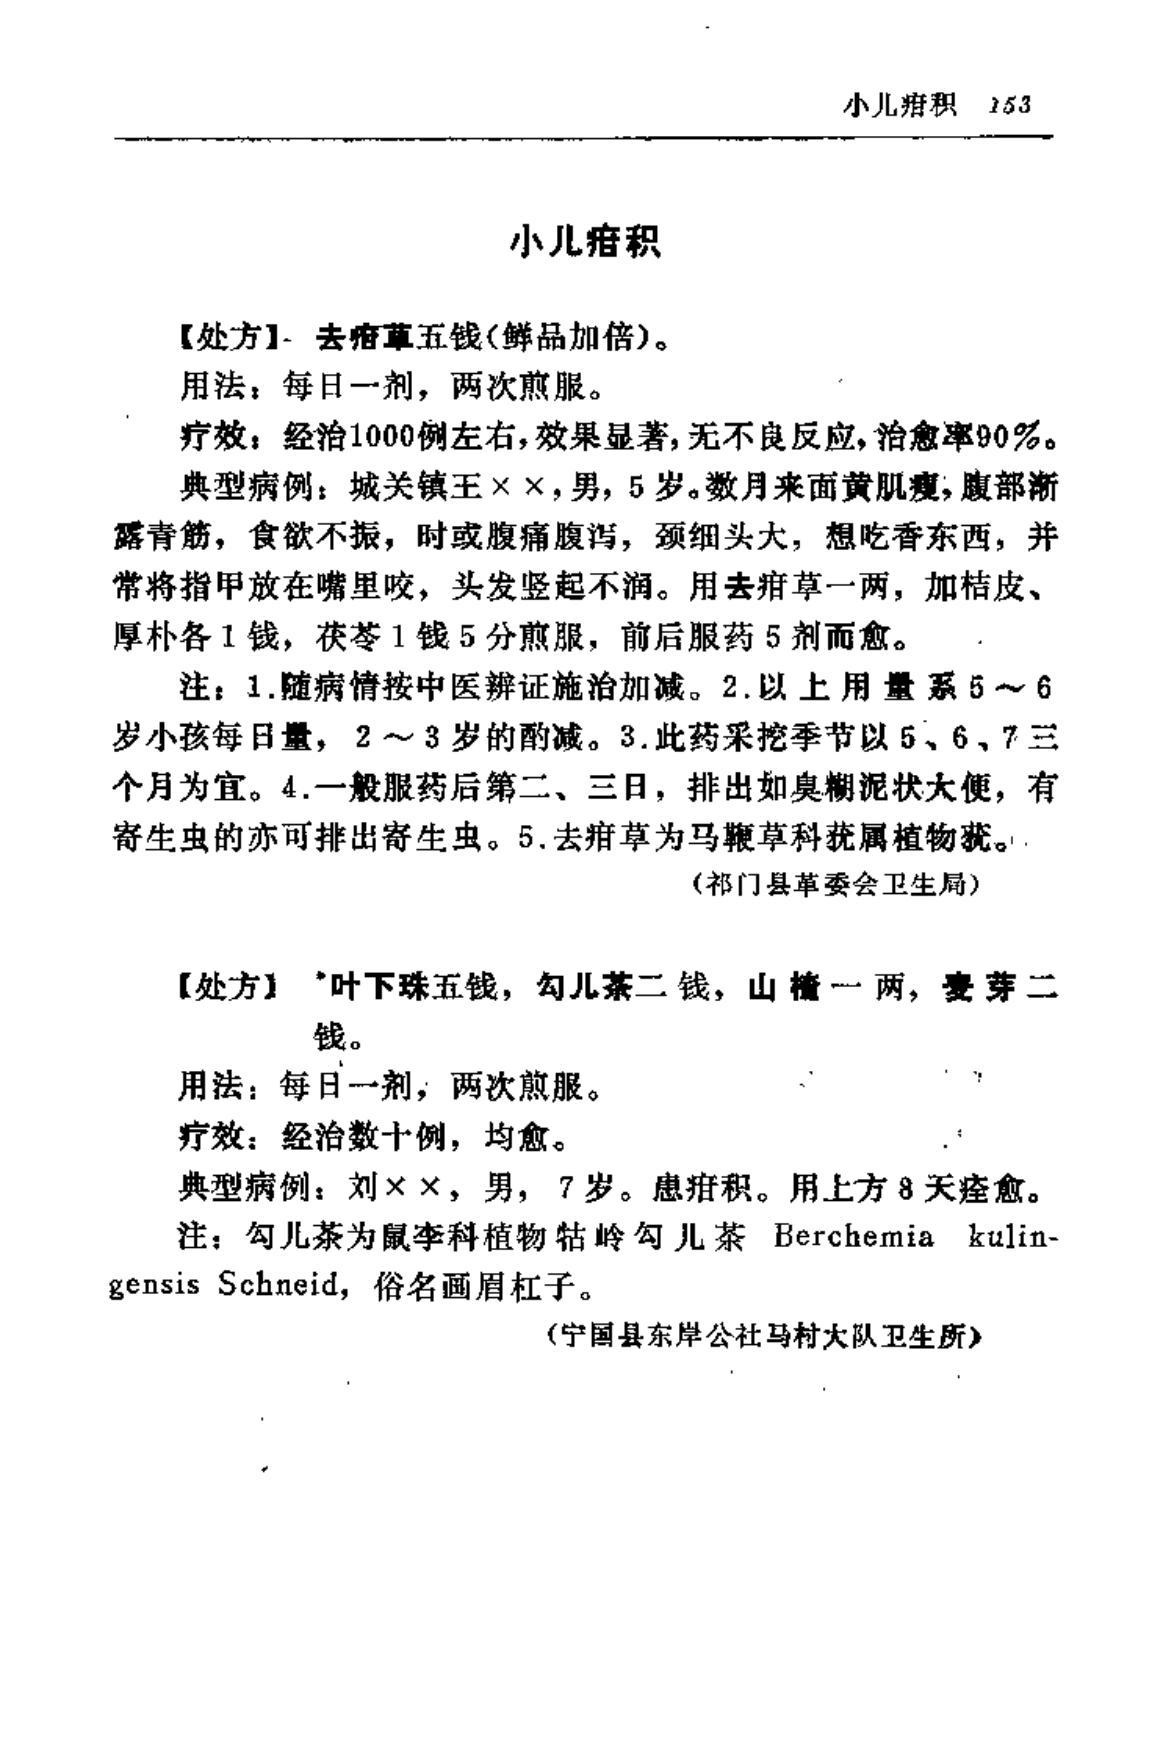 小儿疳积 153
小儿疳积
【处方】 去疳草五钱（鲜品加倍）。
用法：每日一剂，两次煎服。
疗效：经治1000例左右，效果显著，无不良反应，治愈率90%。
典型病例：城关镇王××，男，5岁。数月来面黄肌瘦，腹部渐
露青筋，食欲不振，时或腹痛腹泻，颈细头大，想吃香东西，并
常将指甲放在嘴里咬，头发竖起不润。用去疳草一两，加桔皮、
厚朴各1钱，茯苓1钱5分煎服，前后服药5剂而愈。
注：1.随病情按中医辨证施治加减。2.以上用量系5～6
岁小孩每日量，2～3岁的酌减。3.此药采挖季节以5、6、7三
个月为宜。4.一般服药后第二、三日，排出如臭糊泥状大便，有
寄生虫的亦可排出寄生虫。5.去疳草为马鞭草科莸属植物莸。
（祁门县革委会卫生局）
【处方】 *叶下珠五钱，勾儿茶二钱，山楂一两，麦芽二
钱。
用法：每日一剂，两次煎服。
疗效：经治数十例，均愈。
典型病例：刘××，男，7岁。患疳积。用上方8天痊愈。
注：勾儿茶为鼠李科植物牯岭勾儿茶 Berchemia kulin-
gensis Schneid，俗名画眉杠子。
（宁国县东岸公社马村大队卫生所）